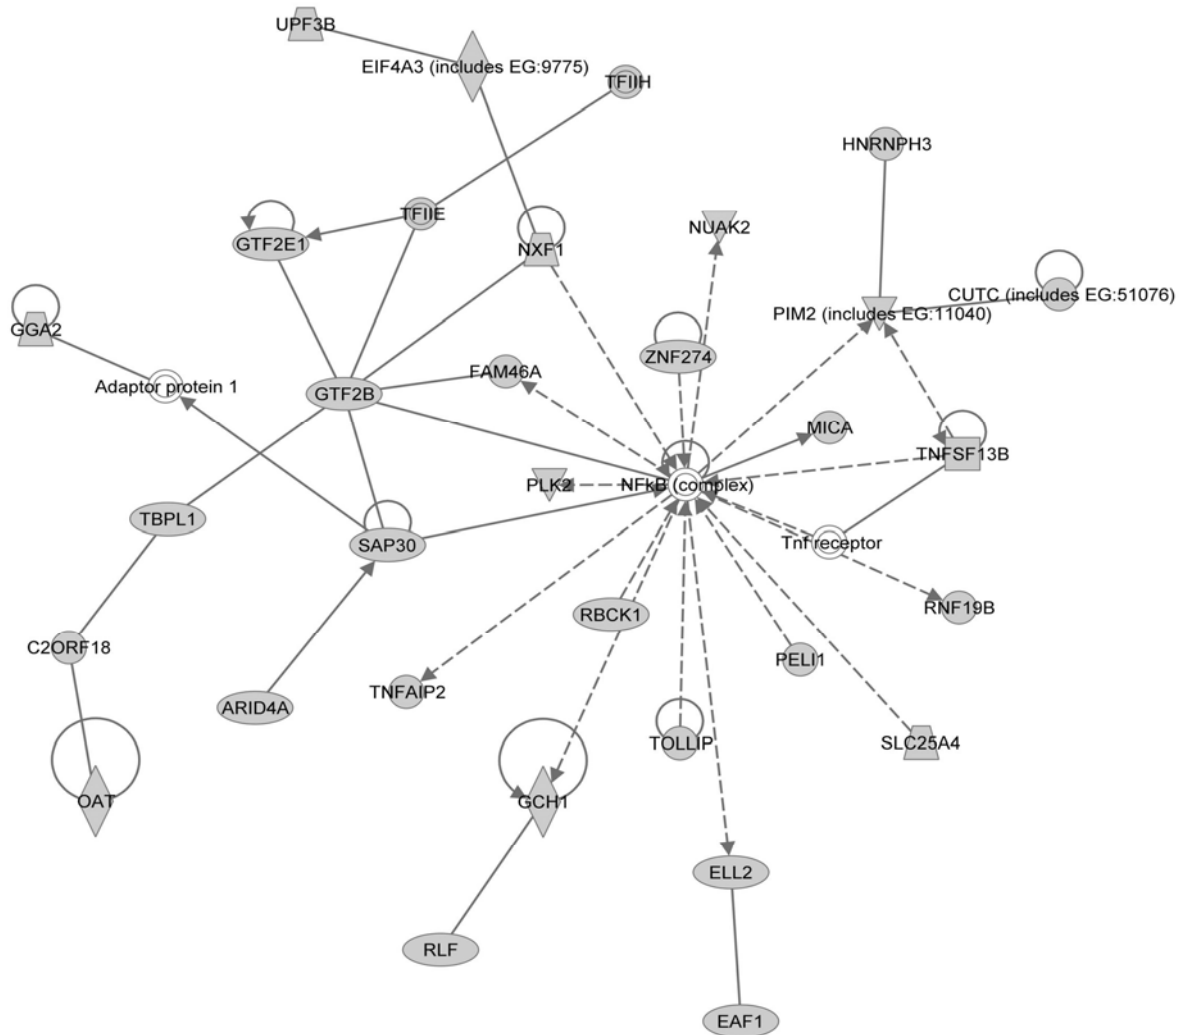 UPF3B
EIF4A3 (includes EG:9775)
TFIIH
HNRNPH3
TFIIE
NUAK2
GTF2E1
NXF1
CUTC (includes EG:51076)
PIM2 (includes EG:11040)
GGA2
ZNF274
FAM46A
Adaptor protein 1
GTF2B
MICA
TNFSF13B
PLK2
NFkB (complex)
TBPL1
SAP30
Tnf receptor
RNF19B
RBCK1
C2ORF18
PELI1
TNFAIP2
ARID4A
TOLLIP
SLC25A4
OAT
GCH1
ELL2
RLF
EAF1